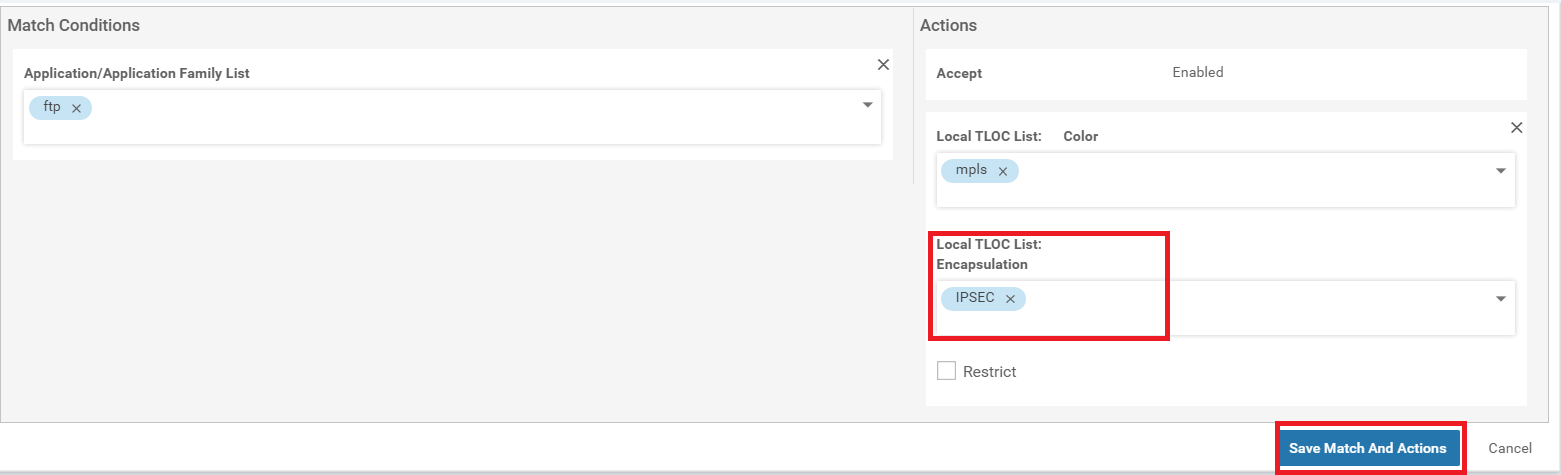 Match Conditions
Application/Application Family List
ftp
Actions
Accept Enabled
Local TLOC List: Color
mpls
Local TLOC List:
Encapsulation
IPSEC
Restrict
Save Match And Actions Cancel